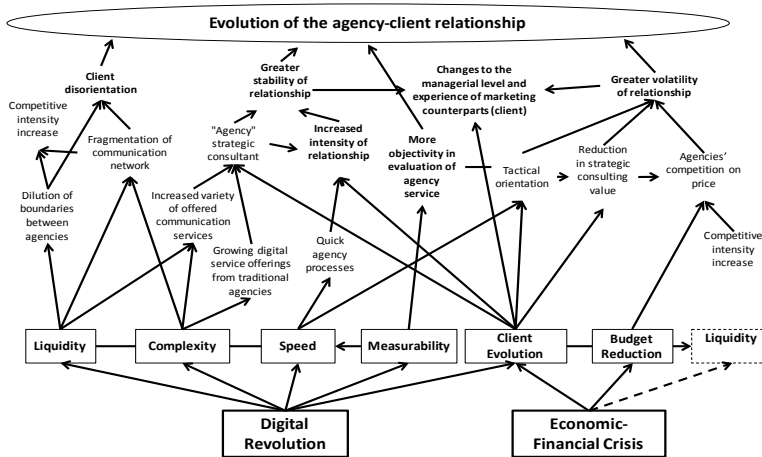 Evolution of the agency-client relationship
Client
disorientation
Greater
stability of
relationship
Changes to the
managerial level and
experience of marketing
counterparts (client)
Greater volatility
of relationship
Competitive
intensity
increase
Fragmentation of
communication
network
"Agency"
strategic
consultant
Increased
intensity of
relationship
More
objectivity in
evaluation of
agency
service
Tactical
orientation
Reduction
in strategic
consulting
value
Agencies'
competition on
price
Dilution of
boundaries
between
agencies
Increased variety
of offered
communication
services
Growing digital
service offerings
from traditional
agencies
Quick
agency
processes
Competitive
intensity
increase
Liquidity
Complexity
Speed
Measurability
Client
Evolution
Budget
Reduction
Liquidity
Digital
Revolution
Economic-
Financial Crisis